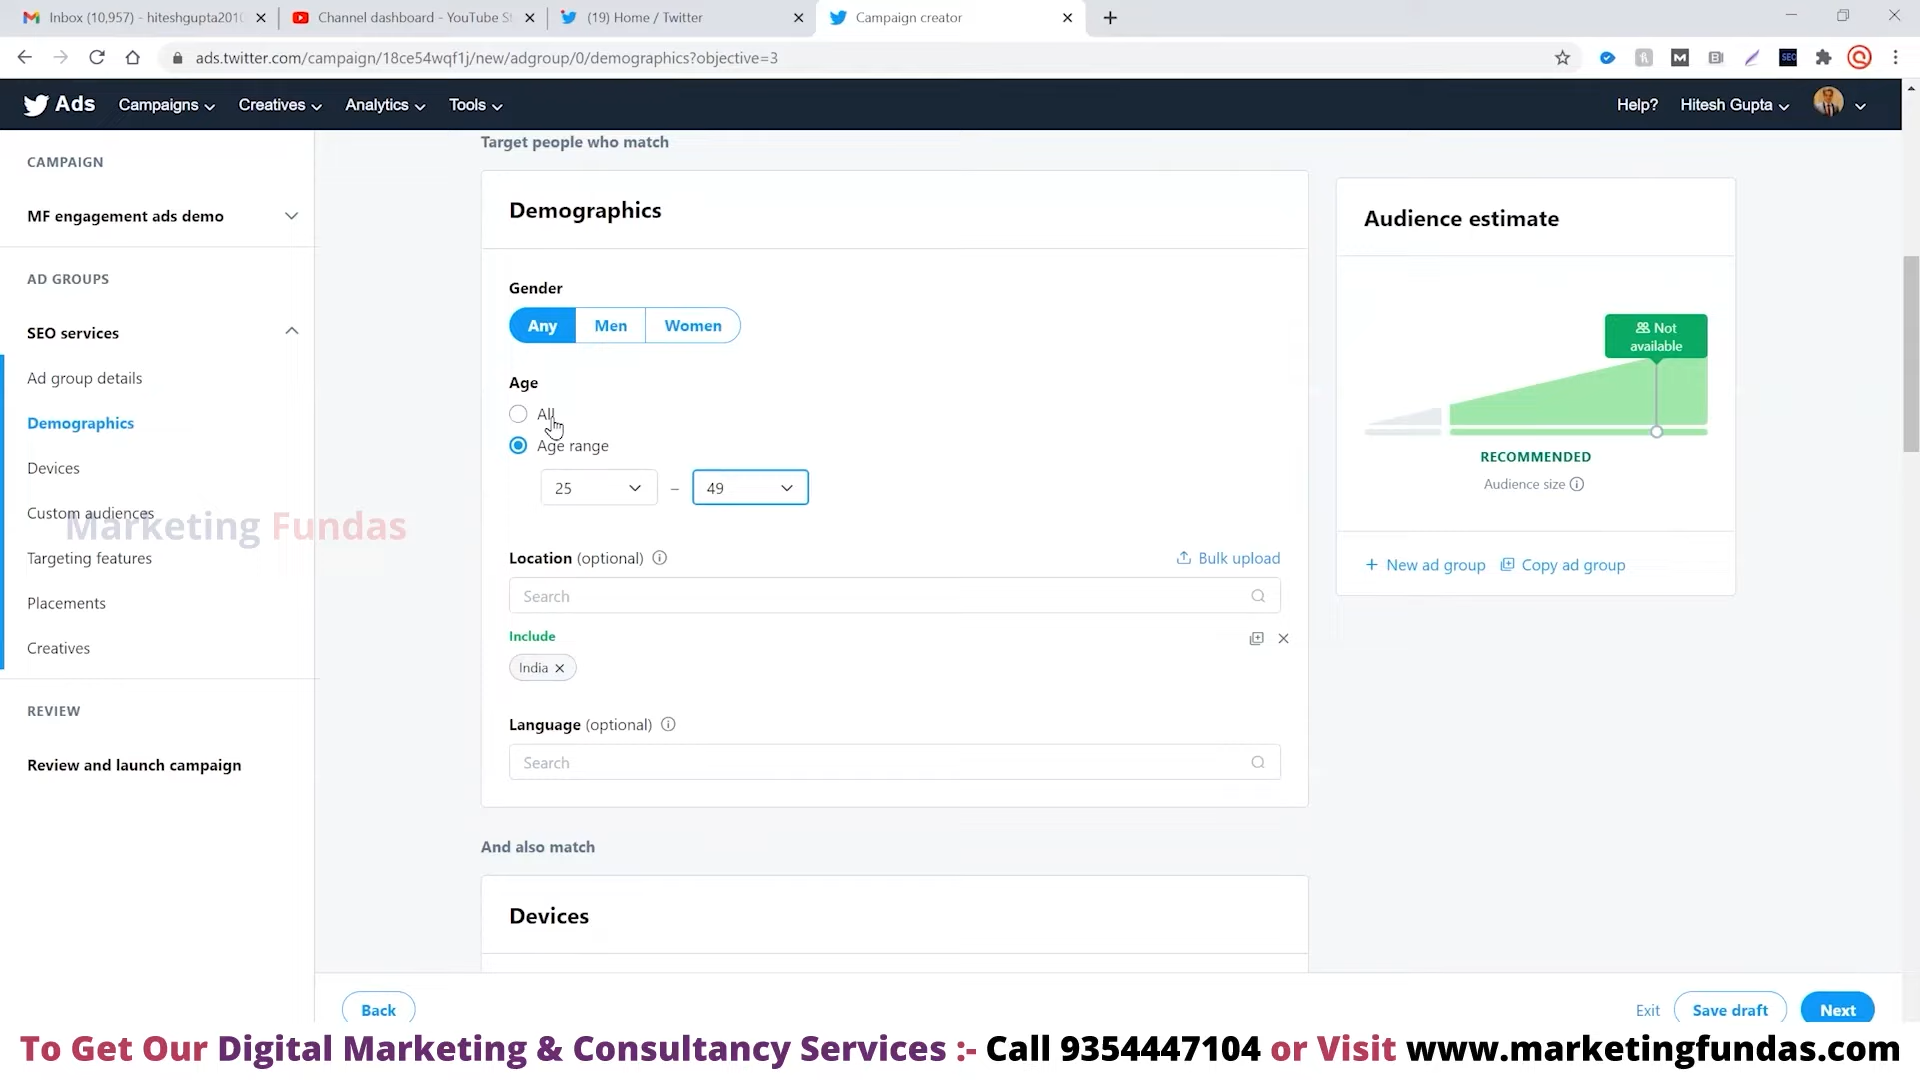 Inbox (10,957) - hiteshgupta2010
Channel dashboard - YouTube S
(19) Home / Twitter
Campaign creator
ads.twitter.com/campaign/18ce54wqf1j/new/adgroup/0/demographics?objective=3
Ads
Campaigns
Creatives
Analytics
Tools
Help?
Hitesh Gupta
CAMPAIGN
MF engagement ads demo
AD GROUPS
SEO services
Ad group details
Demographics
Devices
Custom audiences
Targeting features
Placements
Creatives
REVIEW
Review and launch campaign
Marketing Fundas
Target people who match
Demographics
Gender
Any
Men
Women
Age
All
Age range
25 – 49
Location (optional)
Bulk upload
Search
Include
India
Language (optional)
Search
And also match
Devices
Audience estimate
Not
available
RECOMMENDED
Audience size
+ New ad group
Copy ad group
Back
Exit
Save draft
Next
To Get Our Digital Marketing & Consultancy Services :- Call 9354447104 or Visit www.marketingfundas.com